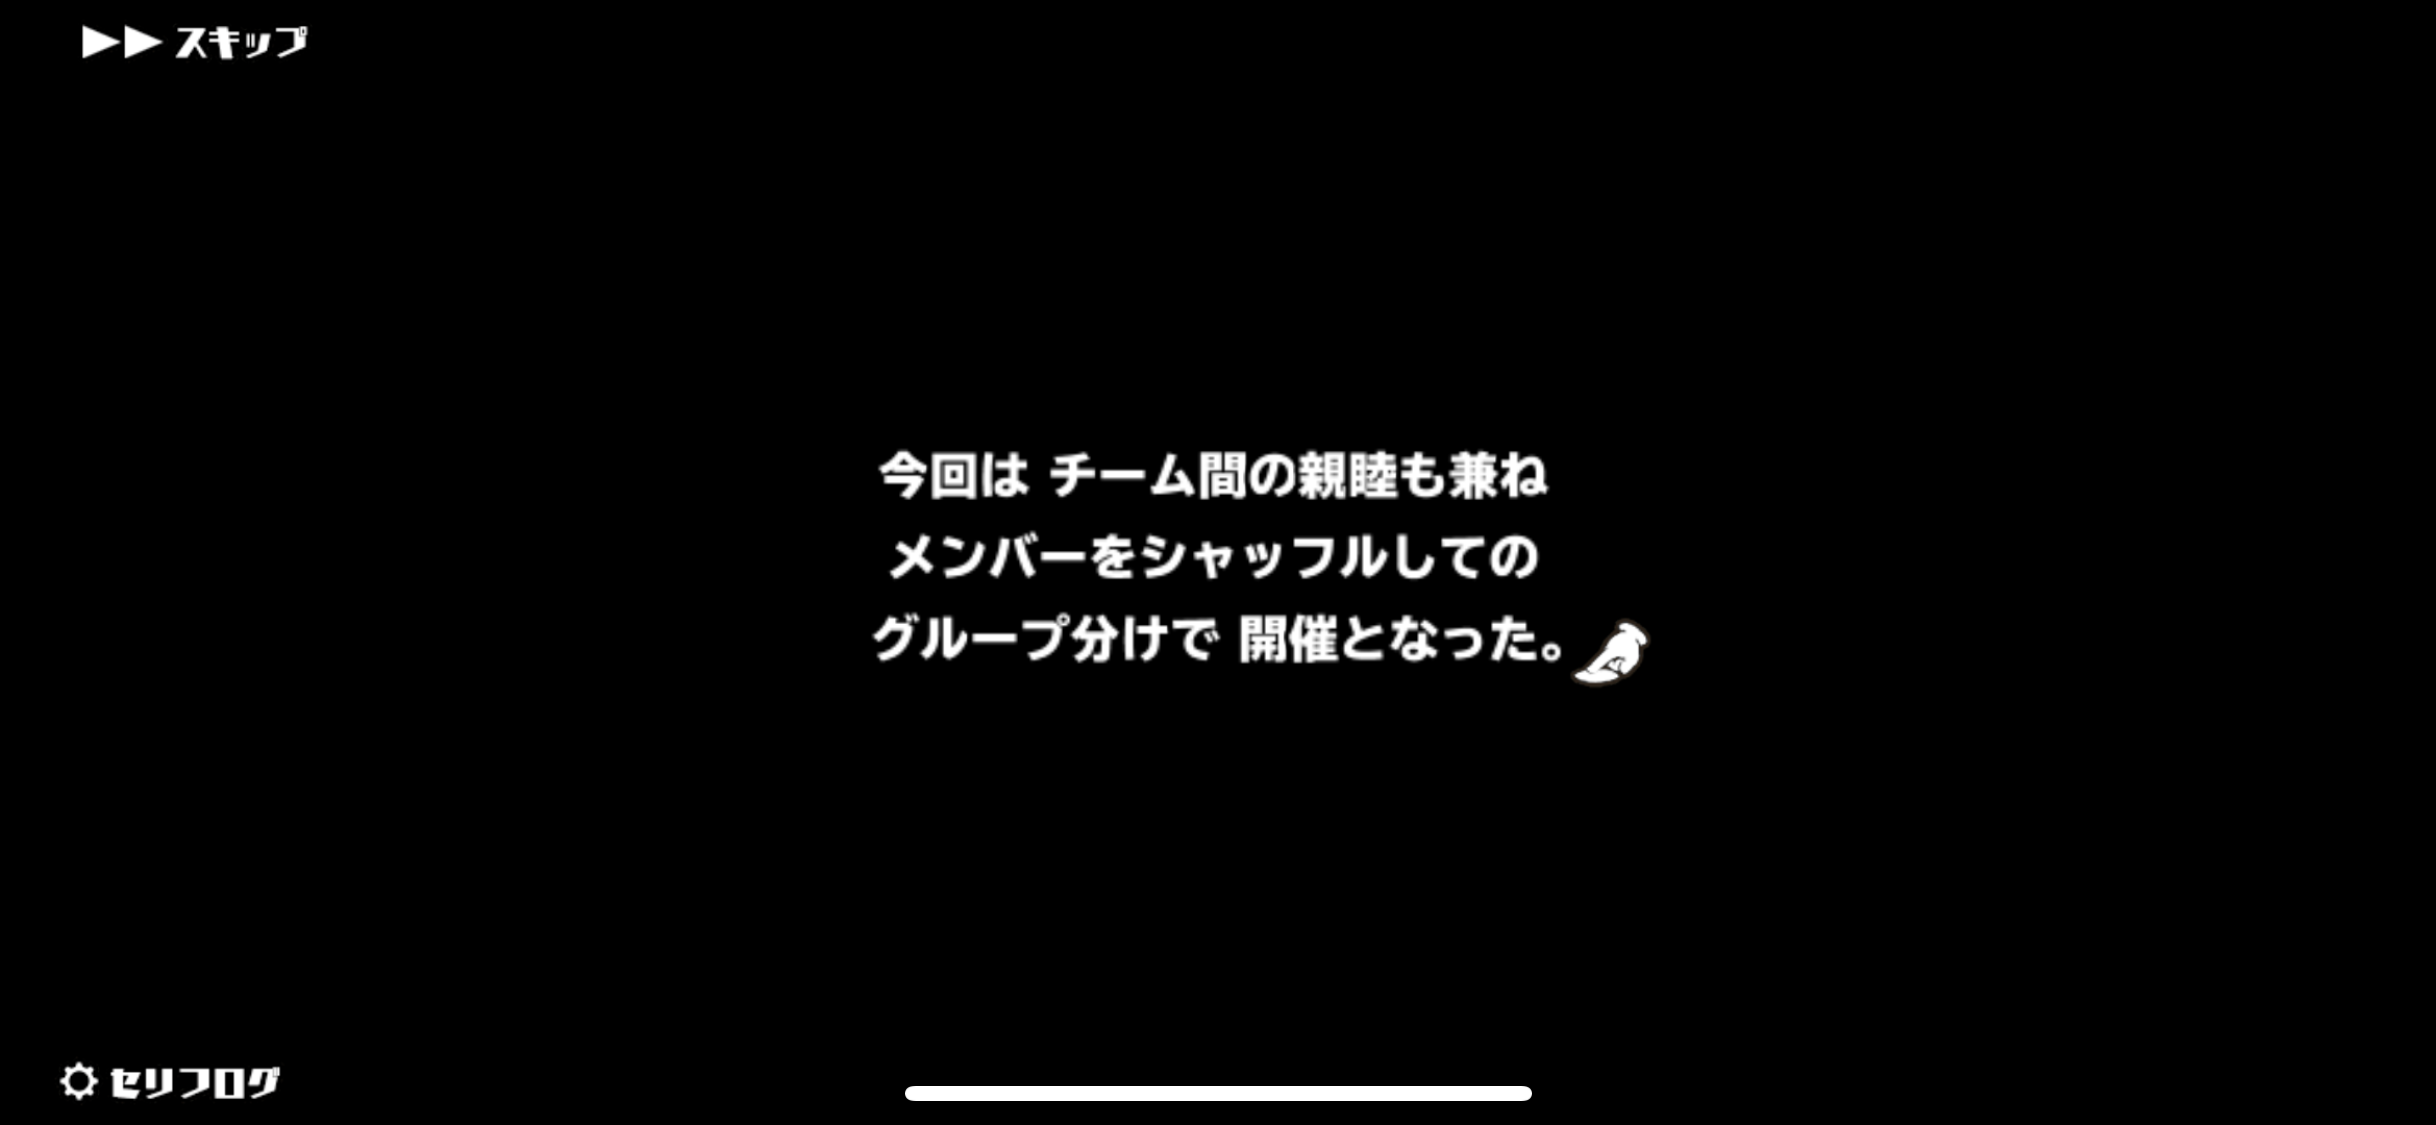 スキップ
今回は チーム間の親睦も兼ね
メンバーをシャッフルしての
グループ分けで 開催となった。
セリフログ